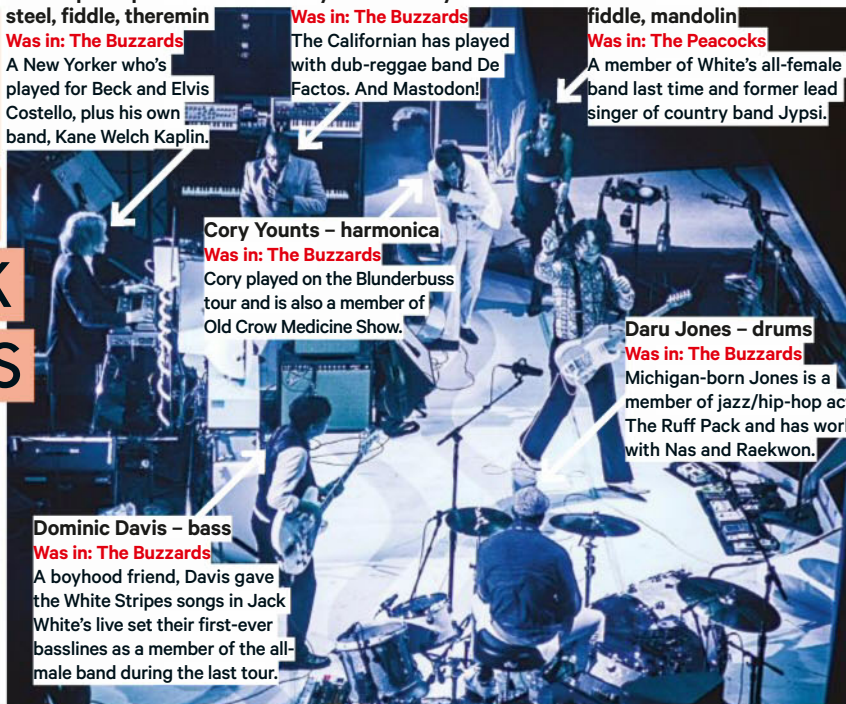 steel, fiddle, theremin
Was in: The Buzzards
A New Yorker who's
played for Beck and Elvis
Costello, plus his own
band, Kane Welch Kaplin.
Was in: The Buzzards
The Californian has played
with dub-reggae band De
Factos. And Mastodon!
fiddle, mandolin
Was in: The Peacocks
A member of White's all-female
band last time and former lead
singer of country band Jypsi.
Cory Younts – harmonica
Was in: The Buzzards
Cory played on the Blunderbuss
tour and is also a member of
Old Crow Medicine Show.
K
S
Daru Jones – drums
Was in: The Buzzards
Michigan-born Jones is a
member of jazz/hip-hop
The Ruff Pack and has
with Nas and Raekwon.
Dominic Davis – bass
Was in: The Buzzards
A boyhood friend, Davis gave
the White Stripes songs in Jack
White's live set their first-ever
basslines as a member of the all-
male band during the last tour.